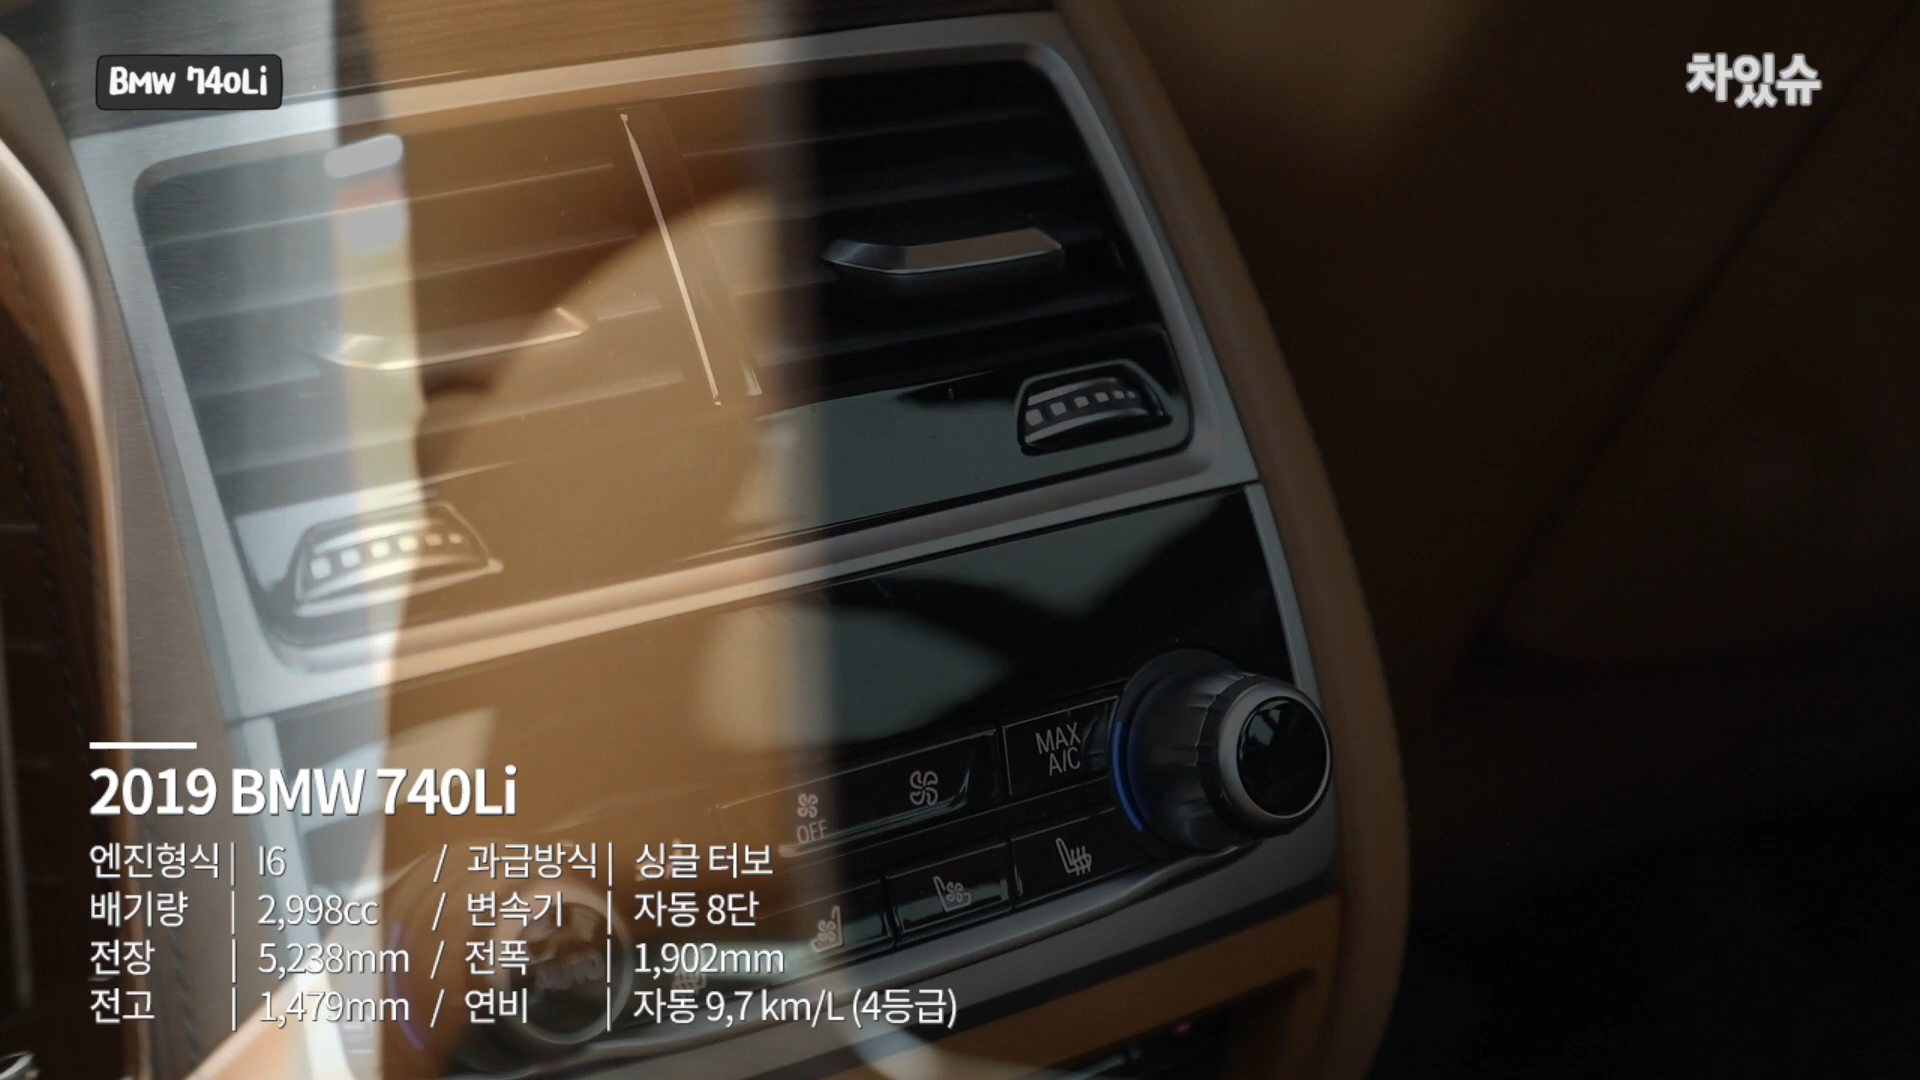 BMW 740Li
차있슈
MAX
A/C
OFF
2019 BMW 740Li
엔진형식 | I6 / 과급방식 | 싱글 터보
배기량 | 2,998cc / 변속기 | 자동 8단
전장 | 5,238mm / 전폭 | 1,902mm
전고 | 1,479mm / 연비 | 자동 9,7 km/L (4등급)